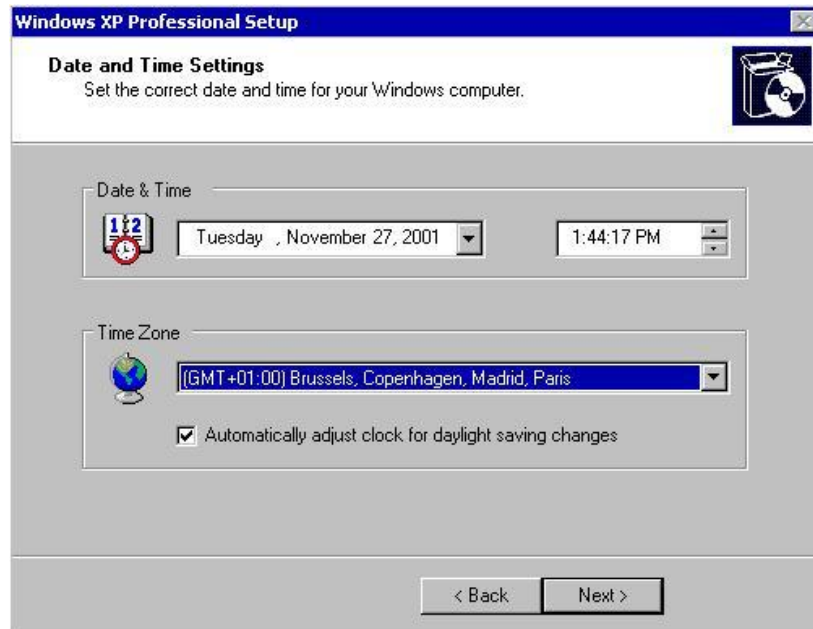 Windows XP Professional Setup
Date and Time Settings
Set the correct date and time for your Windows computer.
Date & Time
1 2
Tuesday , November 27, 2001
1:44:17 PM
Time Zone
(GMT+01:00) Brussels, Copenhagen, Madrid, Paris
Automatically adjust clock for daylight saving changes
< Back
Next >